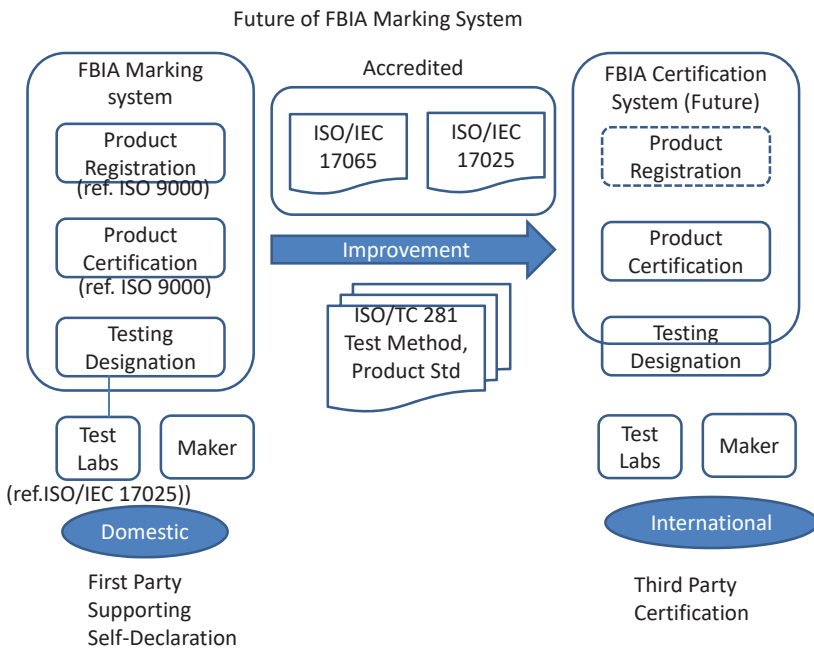 Future of FBIA Marking System
FBIA Marking
system
Product
Registration
(ref. ISO 9000)
Product
Certification
(ref. ISO 9000)
Testing
Designation
Test
Labs
Maker
(ref.ISO/IEC 17025))
Domestic
First Party
Supporting
Self-Declaration
Accredited
ISO/IEC
17065
ISO/IEC
17025
Improvement
ISO/TC 281
Test Method,
Product Std
FBIA Certification
System (Future)
Product
Registration
Product
Certification
Testing
Designation
Test
Labs
Maker
International
Third Party
Certification